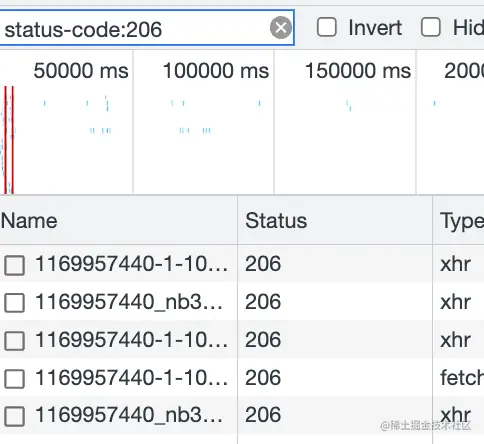 status-code:206 Invert Hid
50000 ms 100000 ms 150000 ms 2000
Name Status Type
1169957440-1-10... 206 xhr
1169957440_nb3... 206 xhr
1169957440-1-10... 206 xhr
1169957440-1-10... 206 fetch
1169957440_nb3... 206 xhr
@稀土掘金技术社区